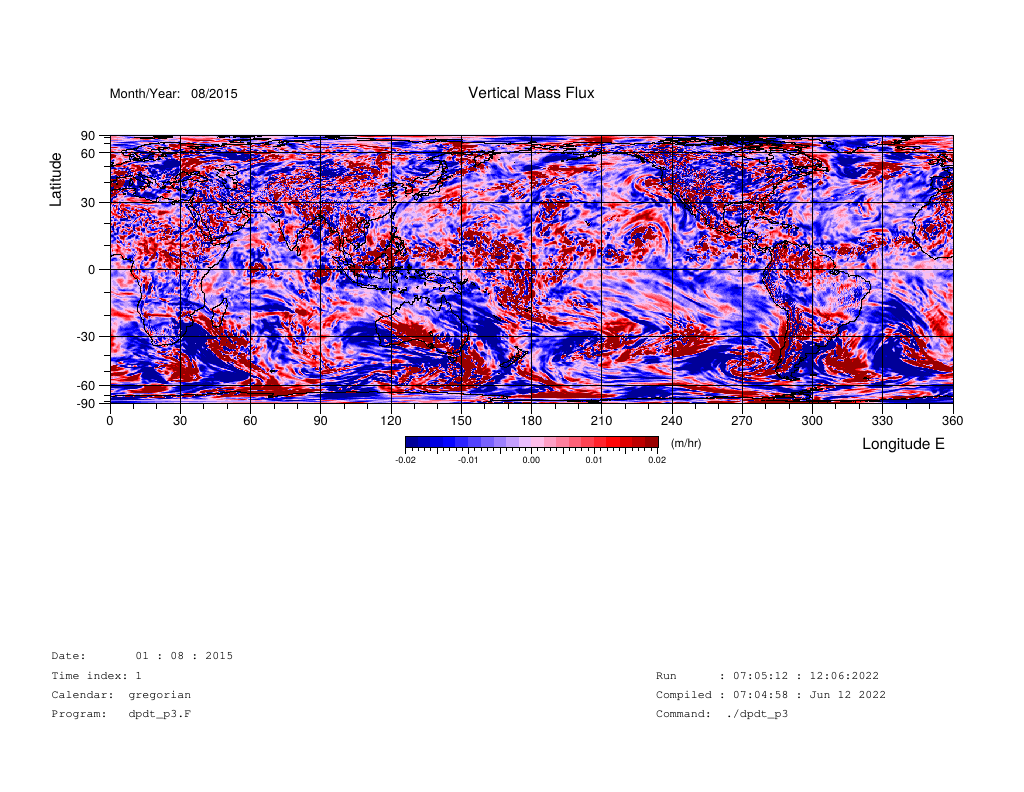 Month/Year: 08/2015
Vertical Mass Flux
Latitude
90
60
30
0
-30
-60
-90
0 30 60 90 120 150 180 210 240 270 300 330 360
Longitude E
-0.02 -0.01 0.00 0.01 0.02
(m/hr)
Date: 01 : 08 : 2015
Time index: 1
Calendar: gregorian
Program: dpdt_p3.F
Run : 07:05:12 : 12:06:2022
Compiled : 07:04:58 : Jun 12 2022
Command: ./dpdt_p3